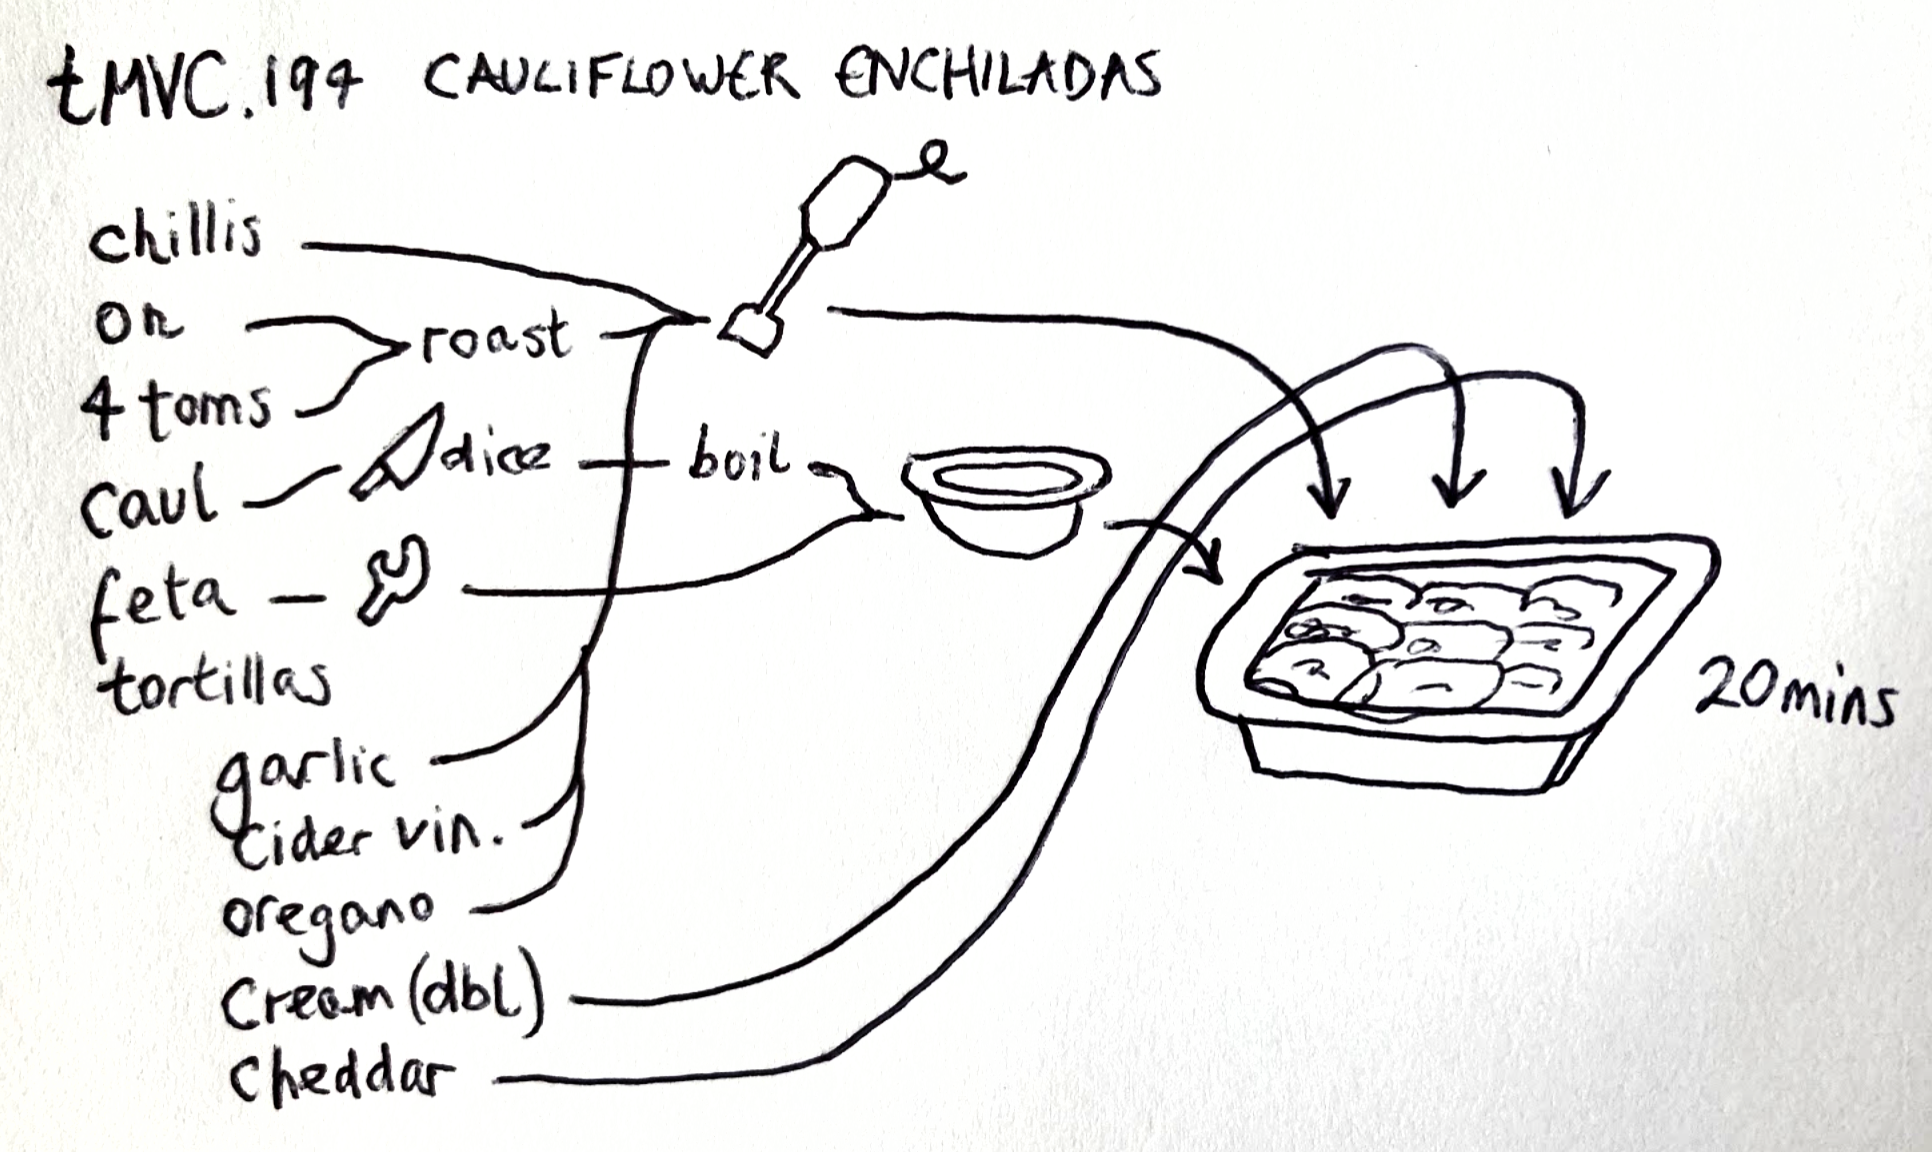 tMVC.194 CAULIFLOWER ENCHILADAS
chillis
on
roast
4 toms
caul
dice
boil
feta
tortillas
20mins
garlic
cider vin.
oregano
Cream (dbl)
Cheddar